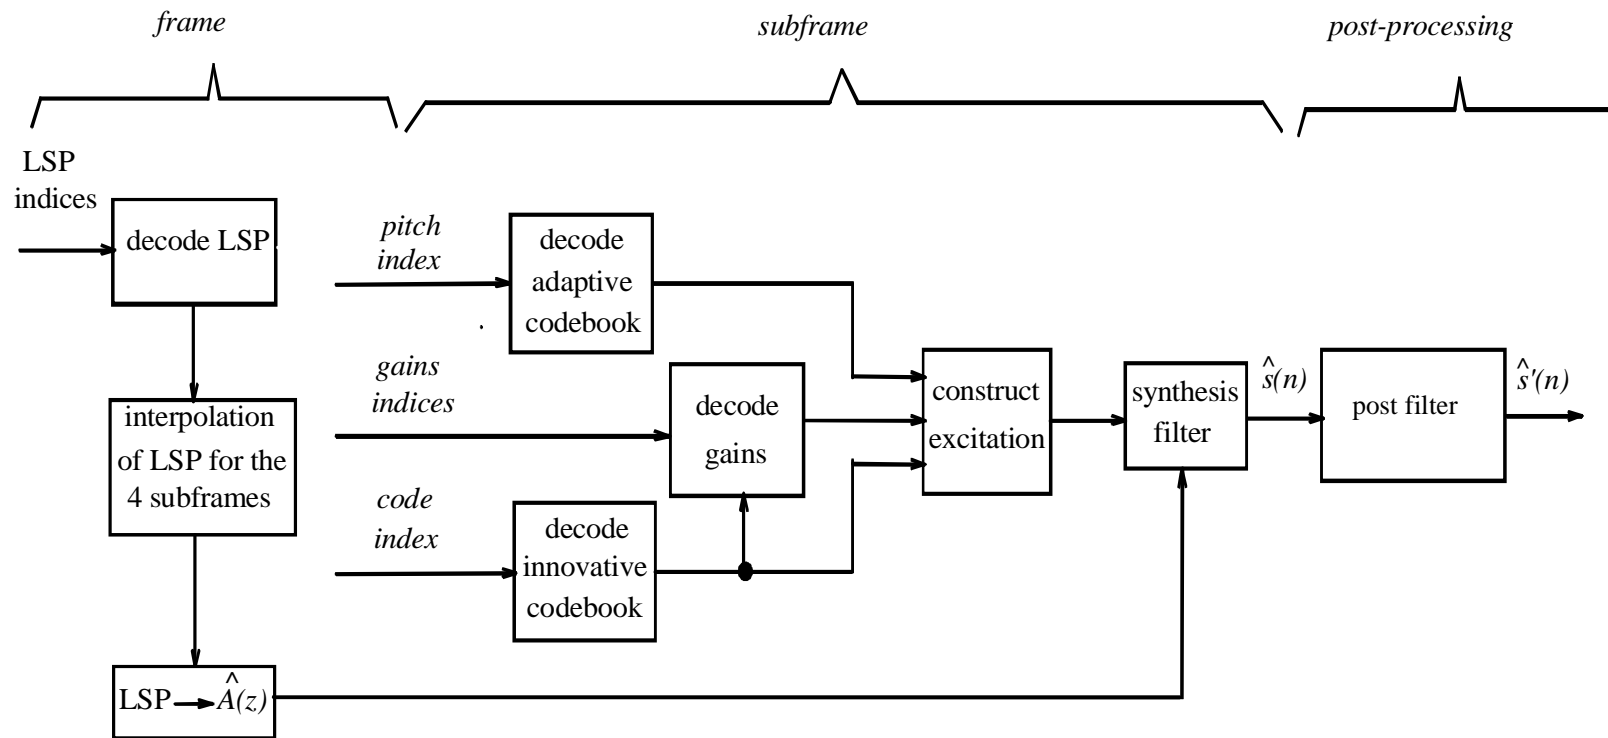 frame
subframe
post-processing
LSP
indices
decode LSP
interpolation
of LSP for the
4 subframes
LSP → Â(z)
pitch
index
decode
adaptive
codebook
gains
indices
decode
gains
code
index
decode
innovative
codebook
construct
excitation
synthesis
filter
ŝ(n)
post filter
ŝ'(n)